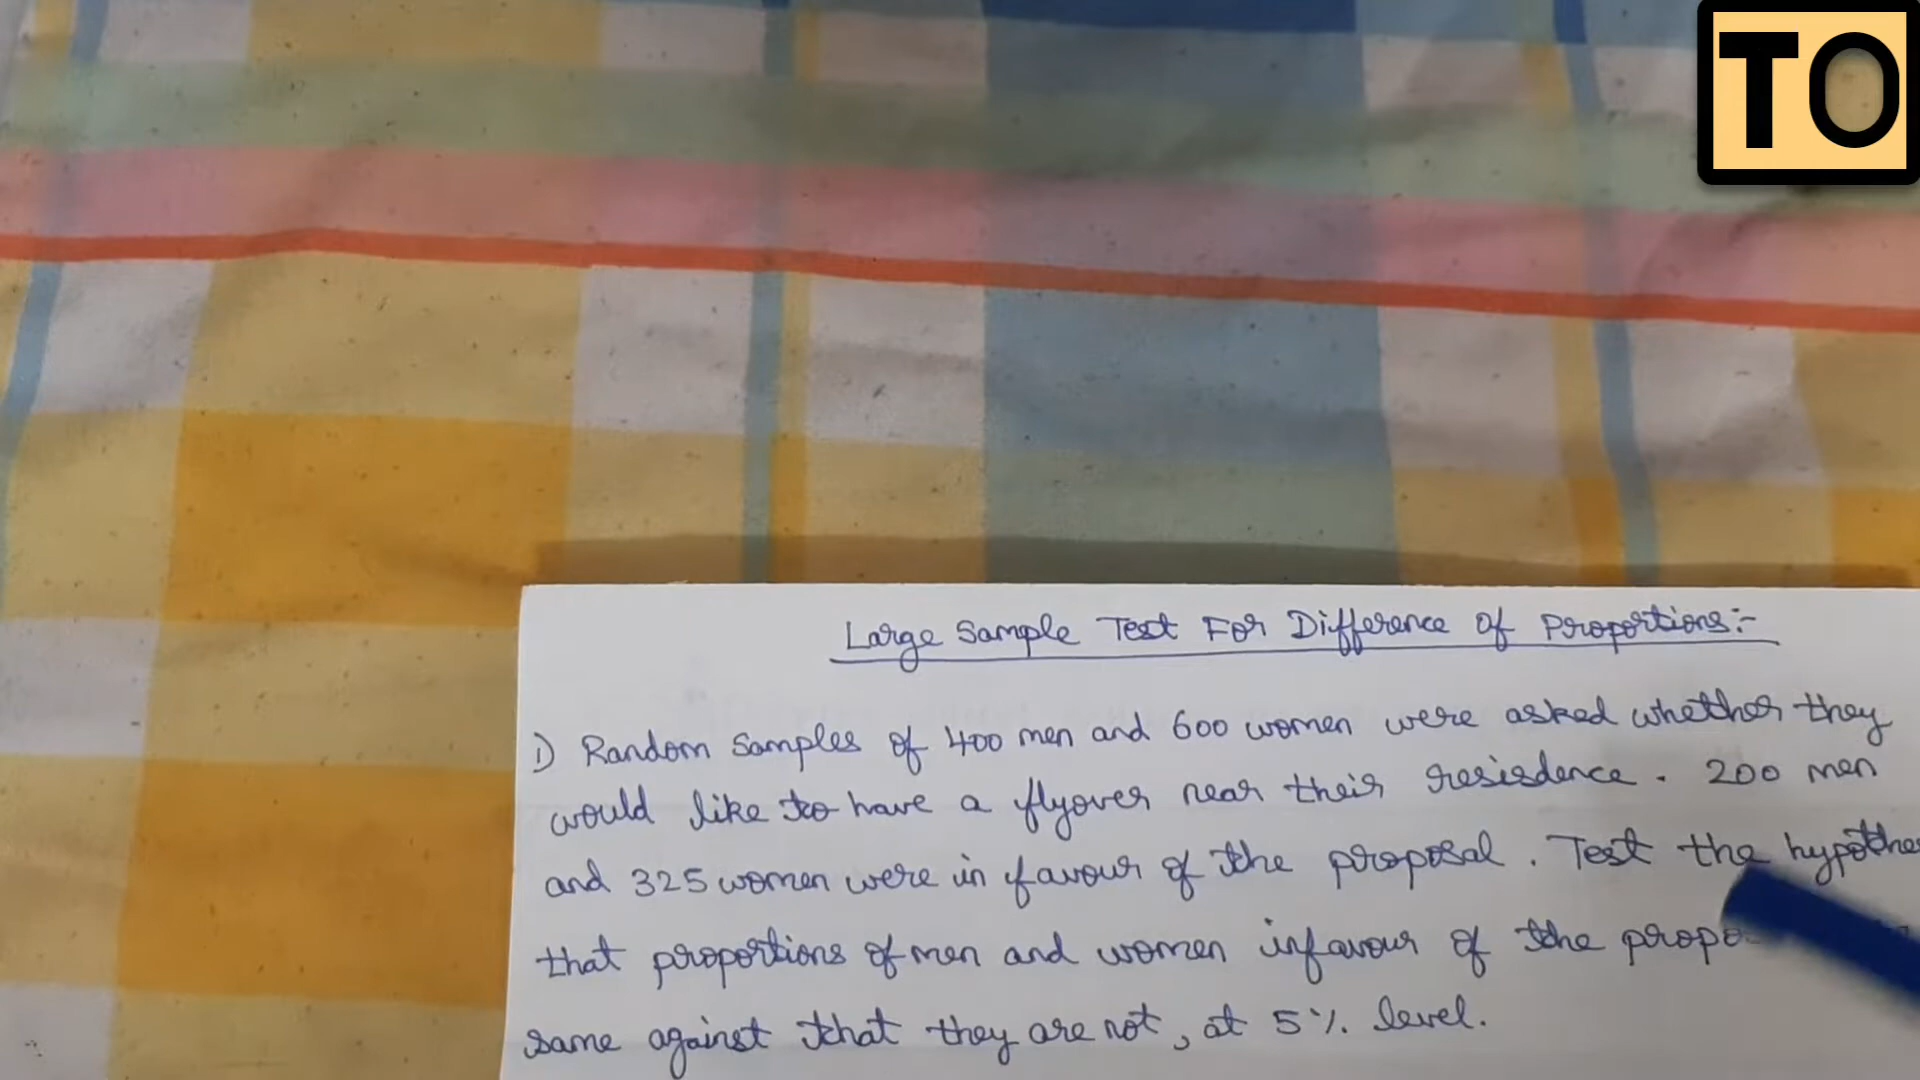 TO
Large Sample Test For Difference Of Proportions:-
1) Random Samples of 400 men and 600 women were asked whether they
would like to have a flyover near their resisdence. 200 men
and 325 women were in favour of the proposal. Test the
that proportions of men and women infavour of the
same against that they are not, at 5% level.